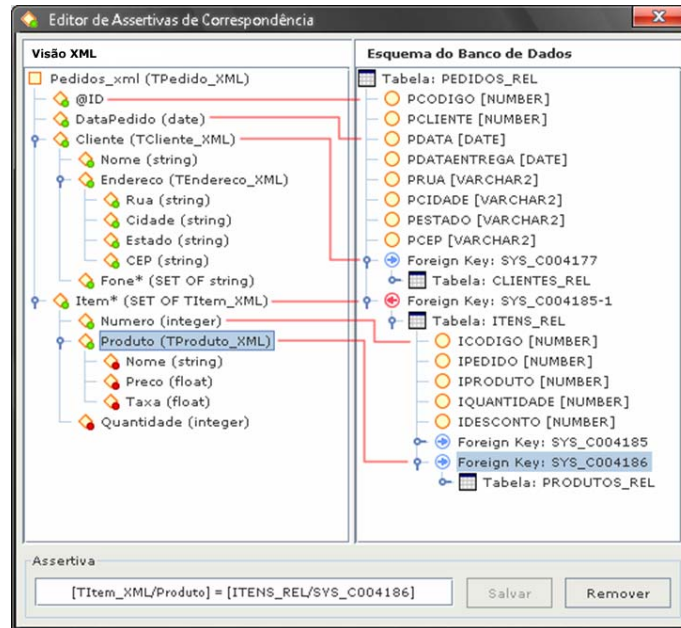 Editor de Assertivas de Correspondência
Visão XML
Pedidos_xml (TPedido_XML)
@ID
DataPedido (date)
Cliente (TCliente_XML)
Nome (string)
Endereco (TEndereco_XML)
Rua (string)
Cidade (string)
Estado (string)
CEP (string)
Fone* (SET OF string)
Item* (SET OF TItem_XML)
Numero (integer)
Produto (TProduto_XML)
Nome (string)
Preco (float)
Taxa (float)
Quantidade (integer)
Esquema do Banco de Dados
Tabela: PEDIDOS_REL
PCODIGO [NUMBER]
PCLIENTE [NUMBER]
PDATA [DATE]
PDATAENTREGA [DATE]
PRUA [VARCHAR2]
PCIDADE [VARCHAR2]
PESTADO [VARCHAR2]
PCEP [VARCHAR2]
Foreign Key: SYS_C004177
Tabela: CLIENTES_REL
Foreign Key: SYS_C004185-1
Tabela: ITENS_REL
ICODIGO [NUMBER]
IPEDIDO [NUMBER]
IPRODUTO [NUMBER]
IQUANTIDADE [NUMBER]
IDESCONTO [NUMBER]
Foreign Key: SYS_C004185
Foreign Key: SYS_C004186
Tabela: PRODUTOS_REL
Assertiva
[TItem_XML/Produto] = [ITENS_REL/SYS_C004186]
Salvar
Remover